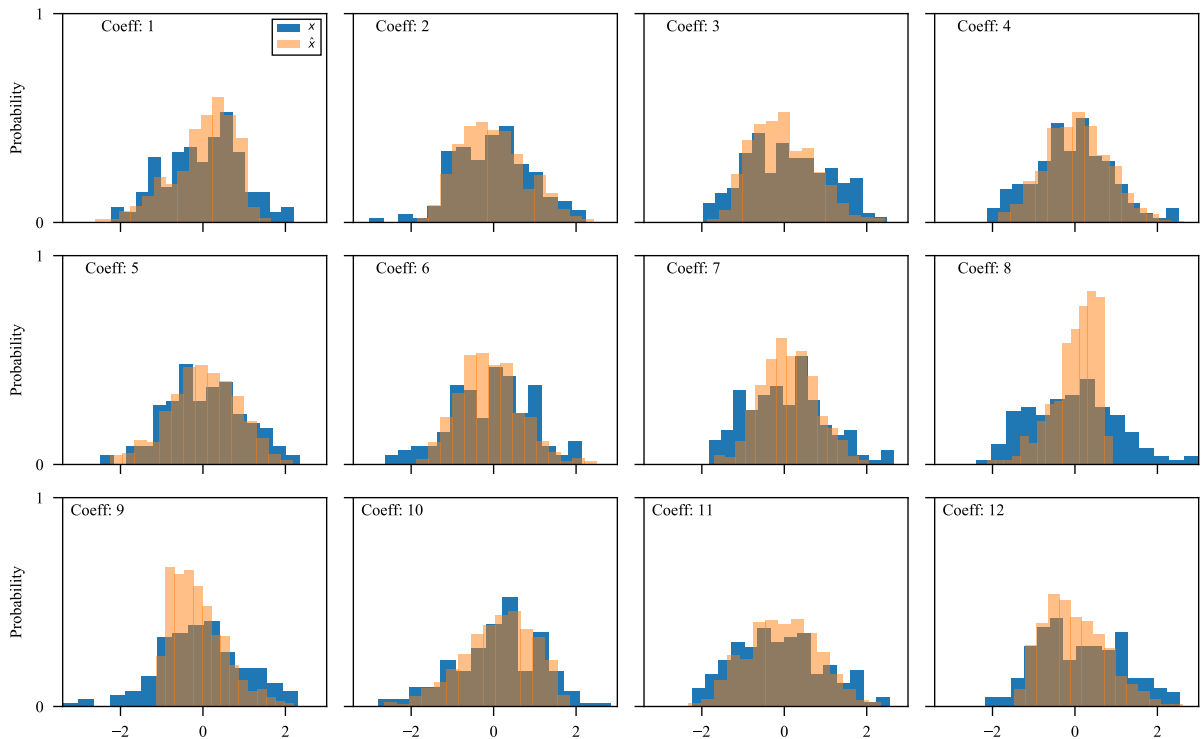 1
Coeff: 1
x
x̂
Coeff: 2
Coeff: 3
Coeff: 4
Probability
0
1
Coeff: 5
Coeff: 6
Coeff: 7
Coeff: 8
Probability
0
1
Coeff: 9
Coeff: 10
Coeff: 11
Coeff: 12
Probability
0
−2 0 2 −2 0 2 −2 0 2 −2 0 2